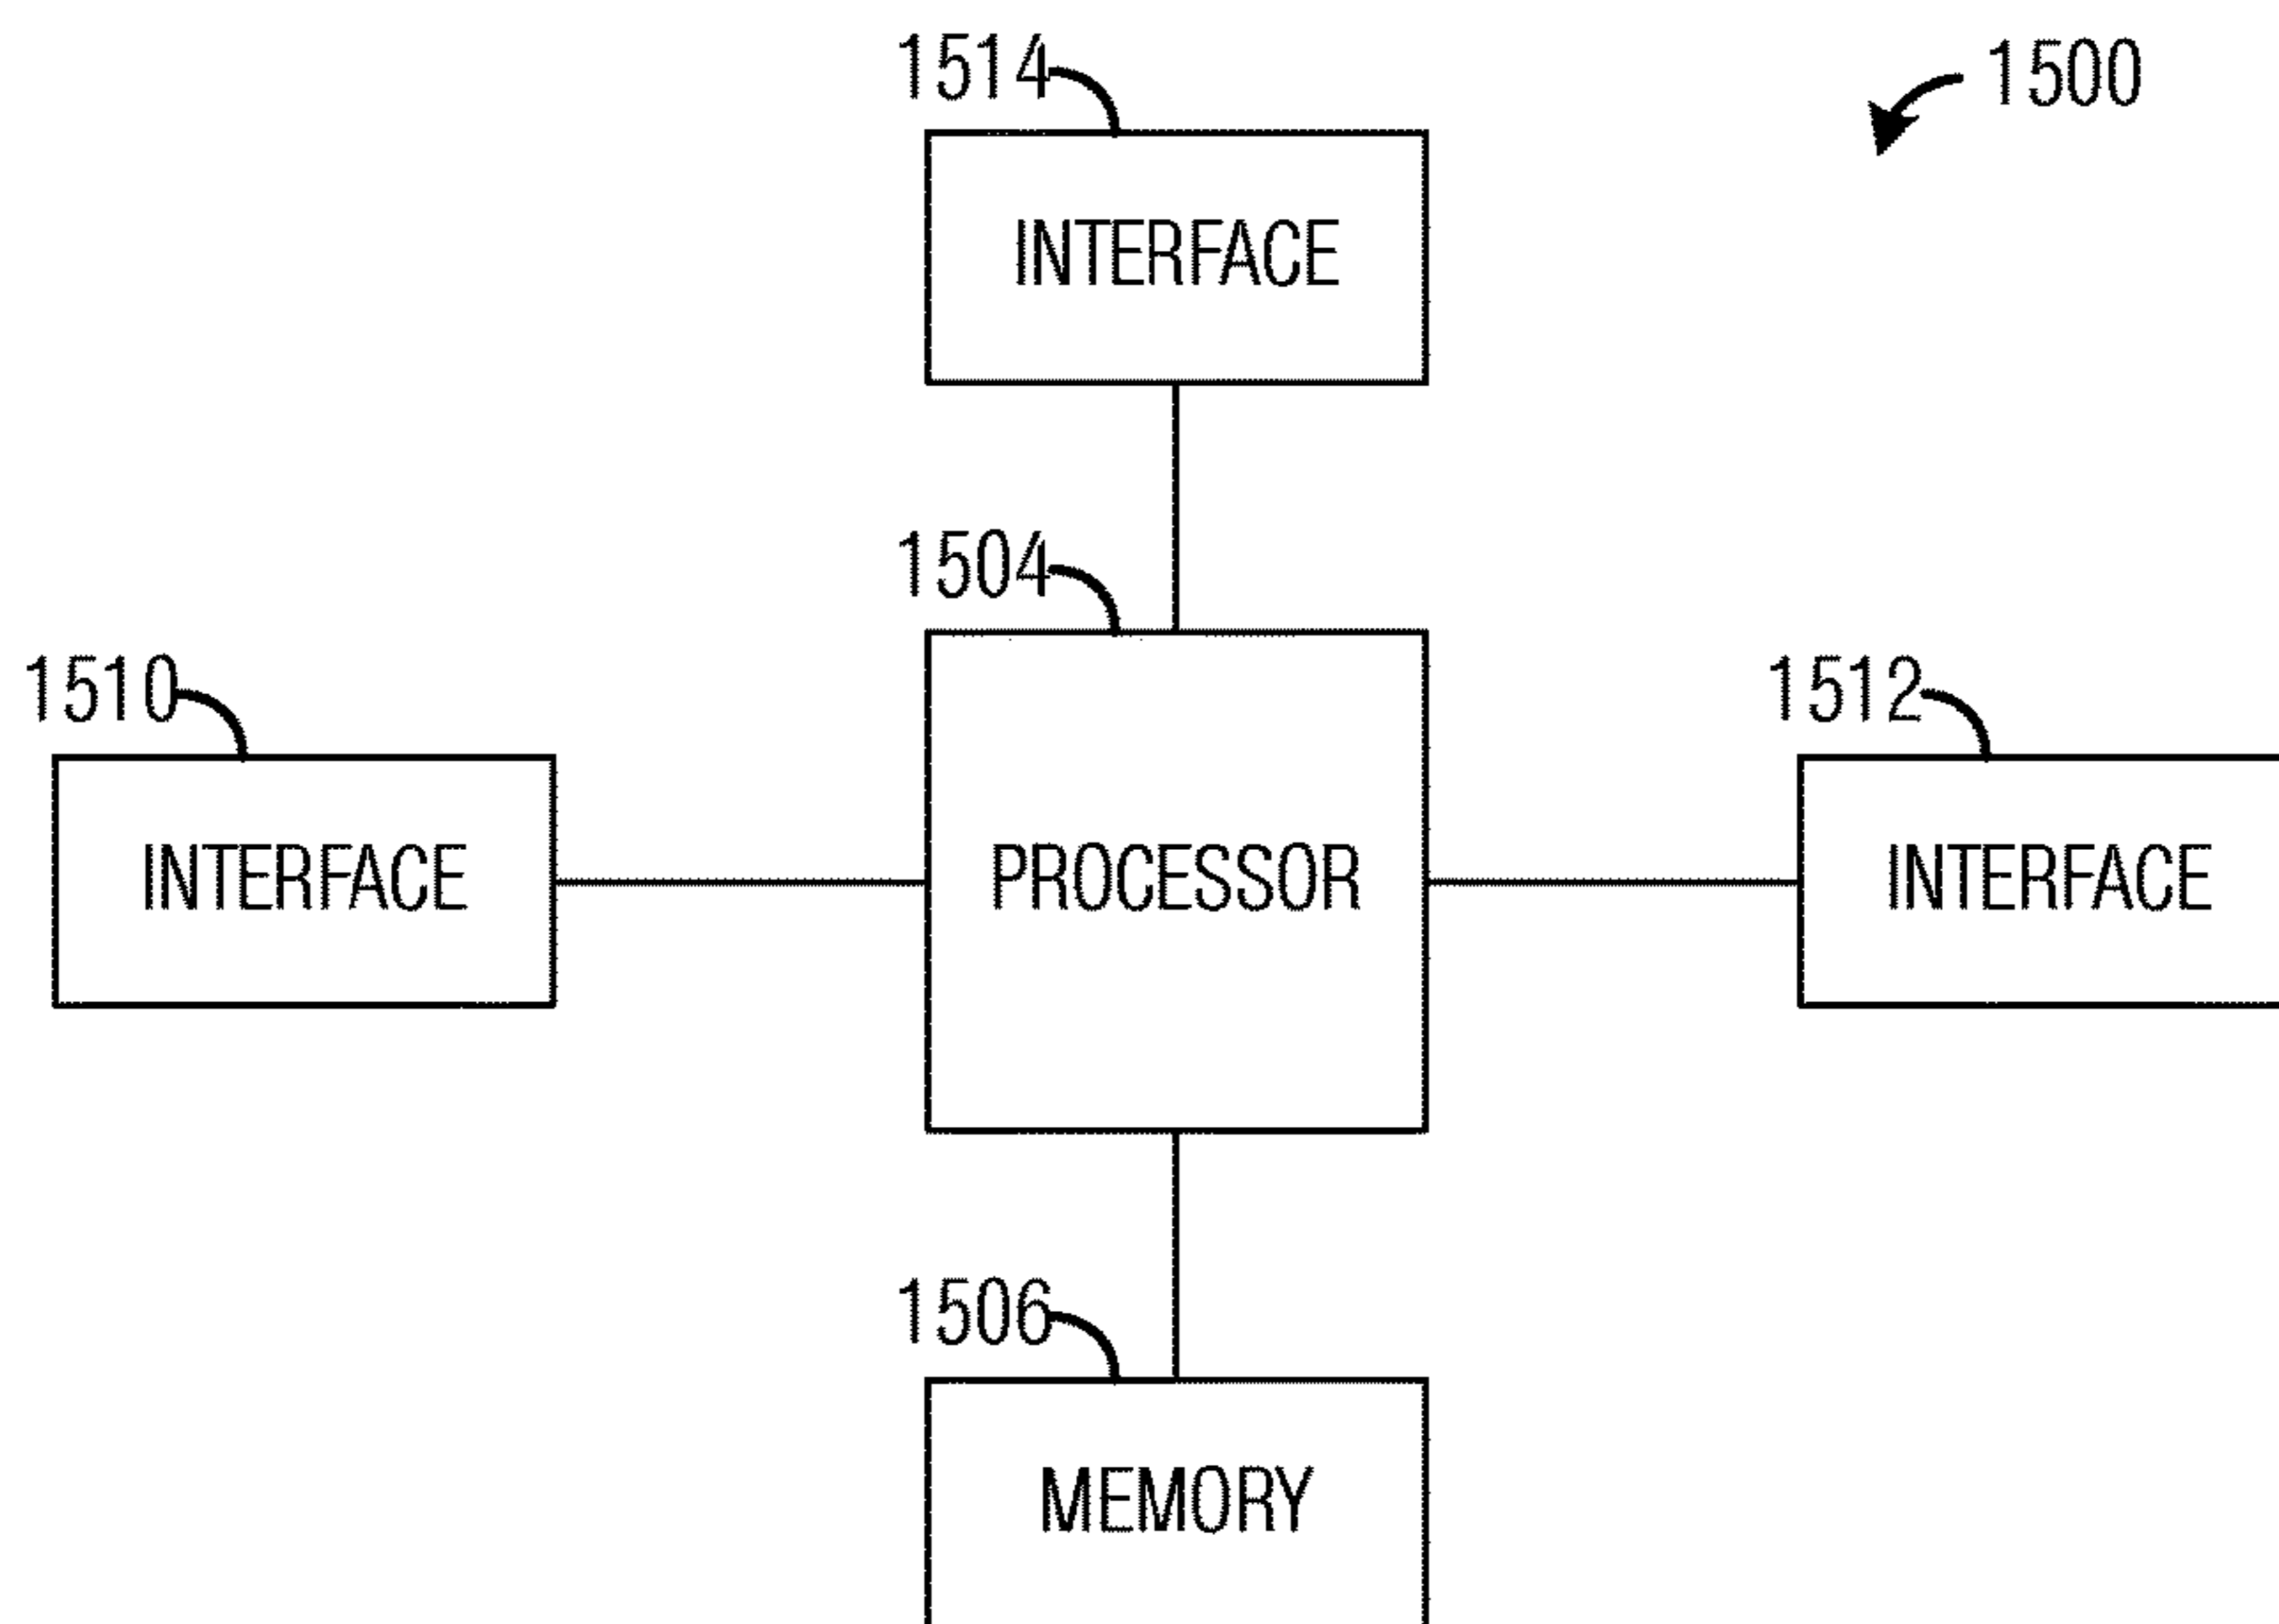 1514
1500
INTERFACE
1504
1510
1512
INTERFACE
PROCESSOR
INTERFACE
1506
MEMORY